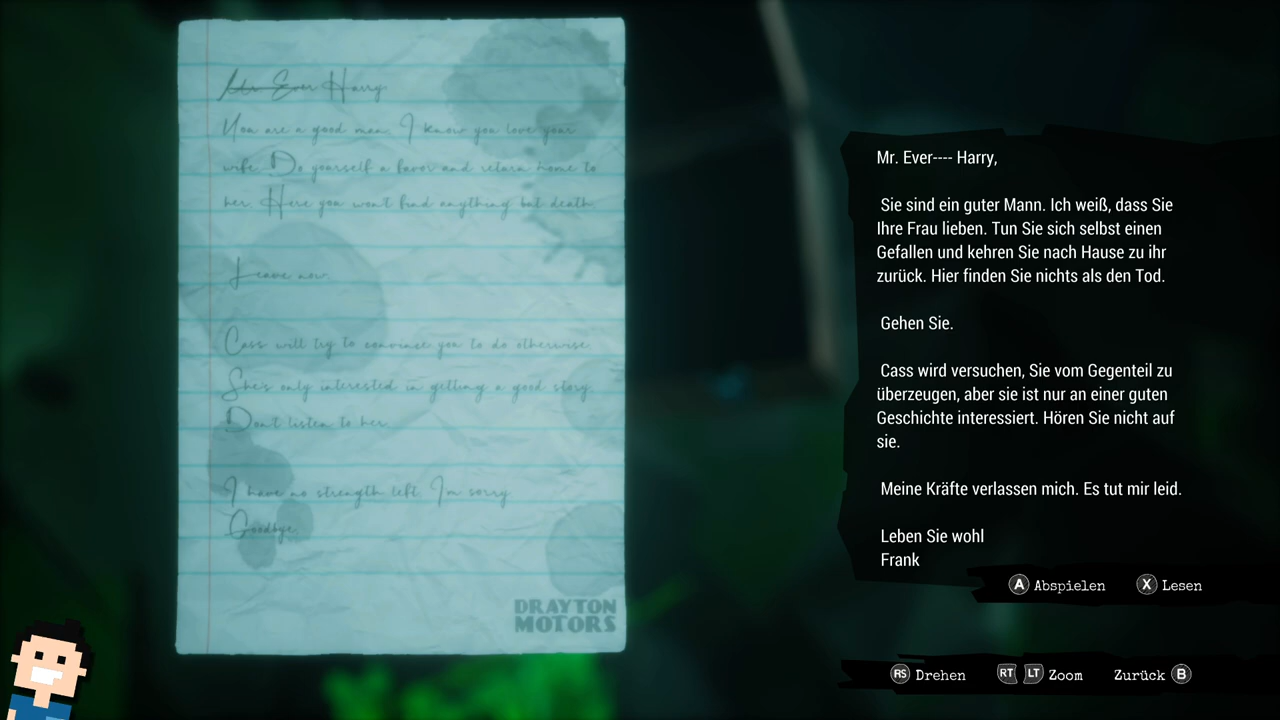 Mr Ever Harry
You are a good man. I know you love your
wife. Do yourself a favor and return home to
her. Here you won't find anything but death.
Leave now.
Cass will try to convince you to do otherwise.
She's only interested in getting a good story.
Don't listen to her.
I have no strength left. I'm sorry.
Goodbye.
DRAYTON
MOTORS
Mr. Ever---- Harry,
Sie sind ein guter Mann. Ich weiß, dass Sie
Ihre Frau lieben. Tun Sie sich selbst einen
Gefallen und kehren Sie nach Hause zu ihr
zurück. Hier finden Sie nichts als den Tod.
Gehen Sie.
Cass wird versuchen, Sie vom Gegenteil zu
überzeugen, aber sie ist nur an einer guten
Geschichte interessiert. Hören Sie nicht auf
sie.
Meine Kräfte verlassen mich. Es tut mir leid.
Leben Sie wohl
Frank
A Abspielen X Lesen
RS Drehen RT LT Zoom Zurück B